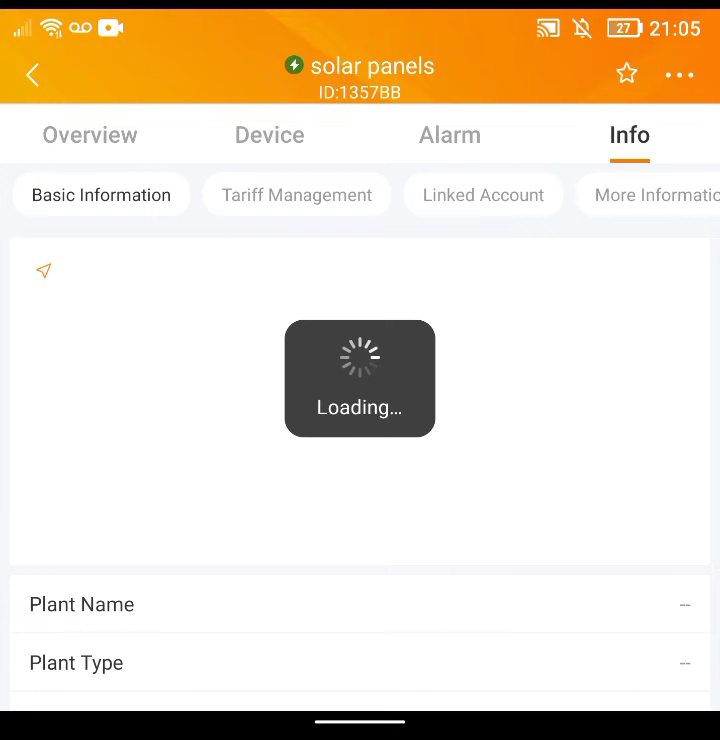 27 21:05
solar panels
ID:1357BB
Overview Device Alarm Info
Basic Information Tariff Management Linked Account More Informatio
Loading...
Plant Name --
Plant Type --